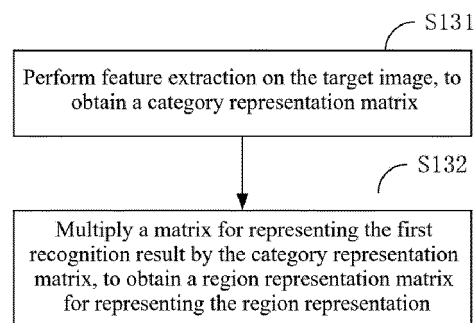 S131
Perform feature extraction on the target image, to
obtain a category representation matrix
S132
Multiply a matrix for representing the first
recognition result by the category representation
matrix, to obtain a region representation matrix
for representing the region representation